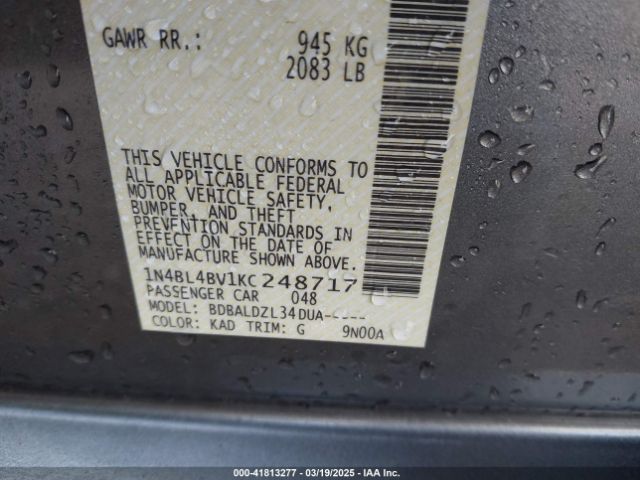 GAWR RR.: 945 KG
2083 LB
THIS VEHICLE CONFORMS TO
ALL APPLICABLE FEDERAL
MOTOR VEHICLE SAFETY,
BUMPER, AND THEFT
PREVENTION STANDARDS IN
EFFECT ON THE DATE OF
MANUFACTURE SHOWN ABOVE.
1N4BL4BV1KC248717
PASSENGER CAR 048
MODEL: BDBALDZL34DUA-----
COLOR: KAD TRIM: G 9N00A
000-41813277 — 03/19/2025 — IAA Inc.